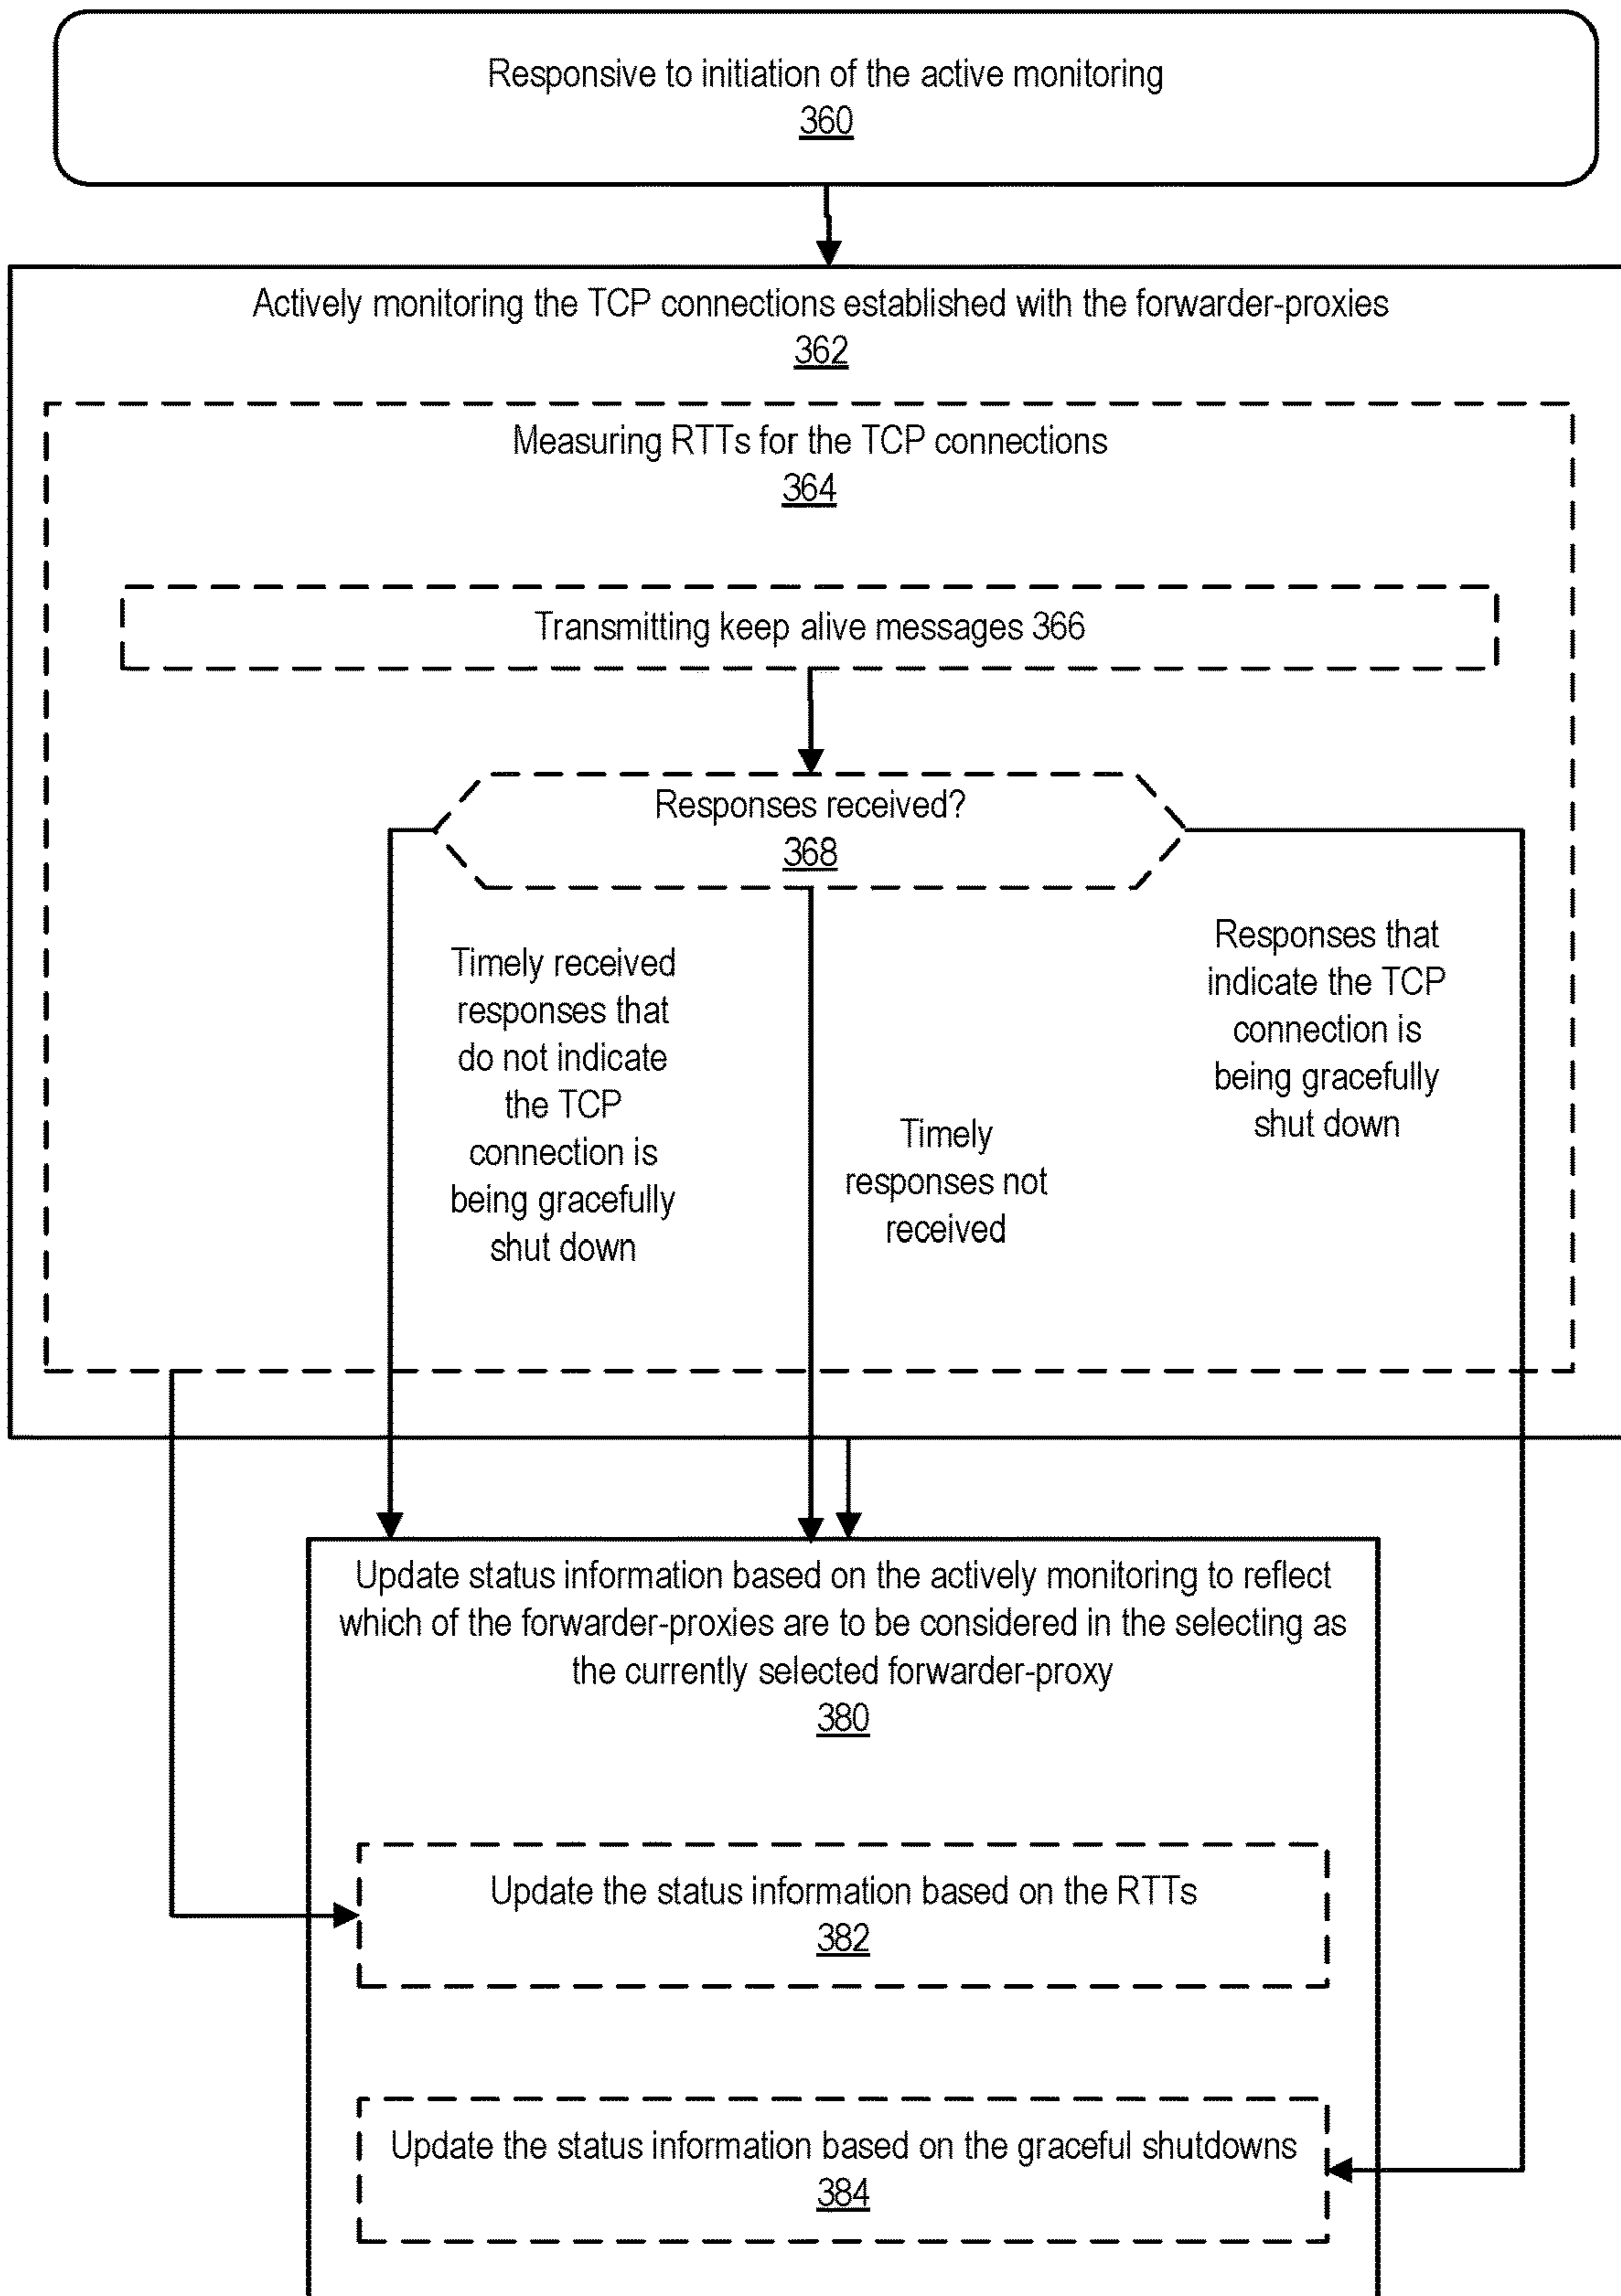 Responsive to initiation of the active monitoring
360
Actively monitoring the TCP connections established with the forwarder-proxies
362
Measuring RTTs for the TCP connections
364
Transmitting keep alive messages 366
Responses received?
368
Timely received
responses that
do not indicate
the TCP
connection is
being gracefully
shut down
Timely
responses not
received
Responses that
indicate the TCP
connection is
being gracefully
shut down
Update status information based on the actively monitoring to reflect
which of the forwarder-proxies are to be considered in the selecting as
the currently selected forwarder-proxy
380
Update the status information based on the RTTs
382
Update the status information based on the graceful shutdowns
384